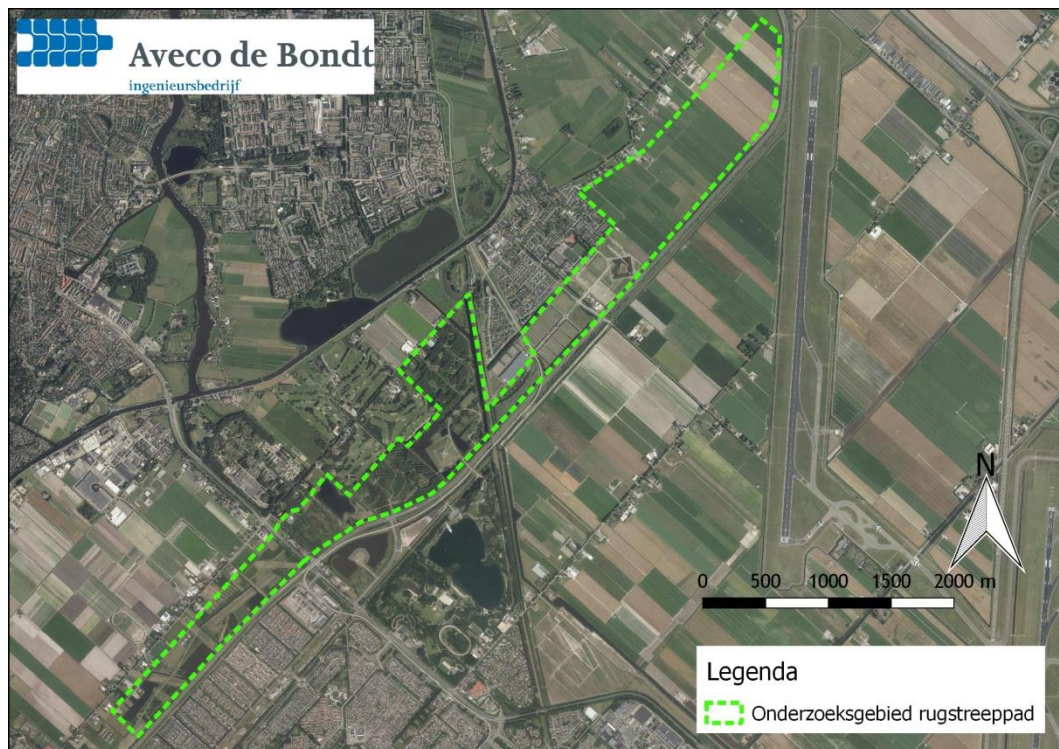 Aveco de Bondt
ingenieursbedrijf
N
0 500 1000 1500 2000 m
Legenda
Onderzoeksgebied rugstreeppad